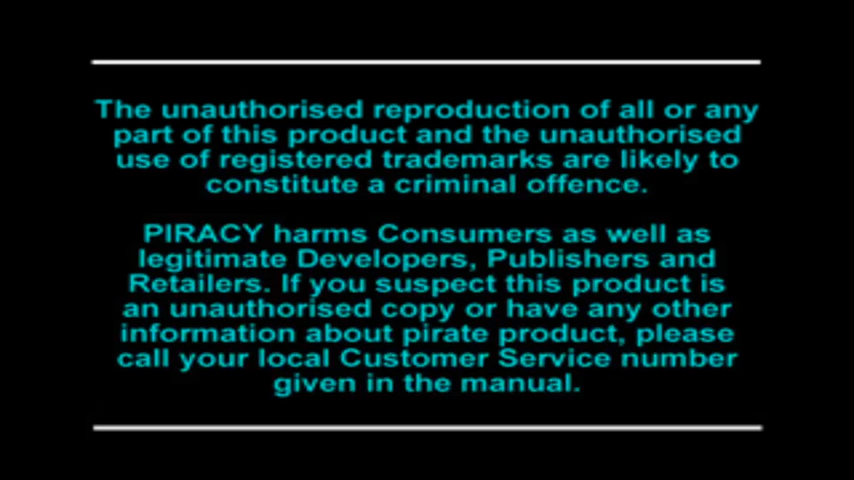 The unauthorised reproduction of all or any
part of this product and the unauthorised
use of registered trademarks are likely to
constitute a criminal offence.
PIRACY harms Consumers as well as
legitimate Developers, Publishers and
Retailers. If you suspect this product is
an unauthorised copy or have any other
information about pirate product, please
call your local Customer Service number
given in the manual.